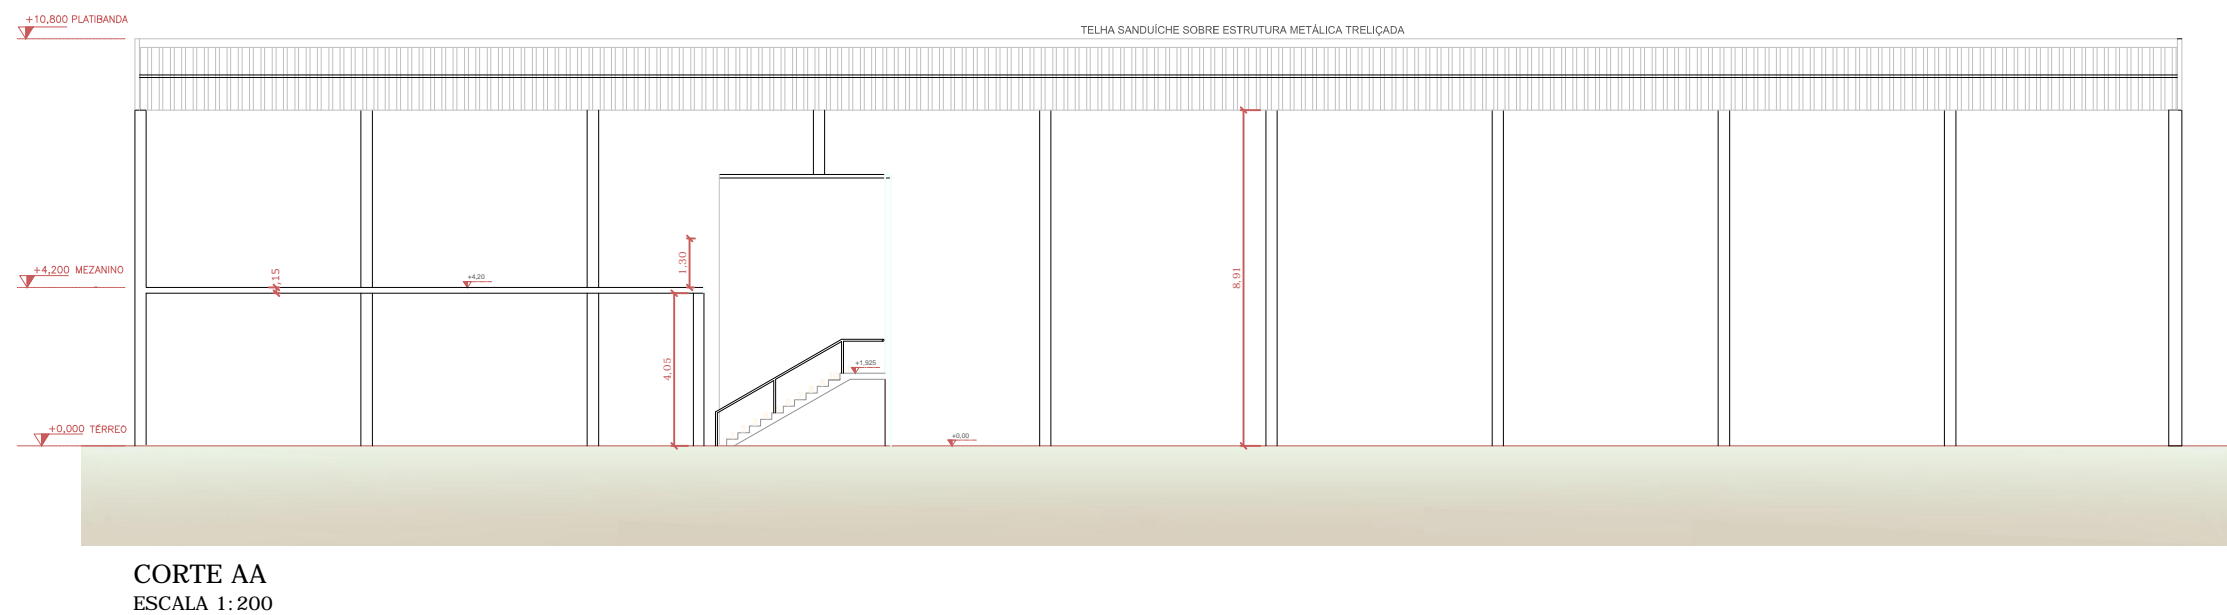 +10,800 PLATIBANDA
TELHA SANDUÍCHE SOBRE ESTRUTURA METÁLICA TRELIÇADA
+4,200 MEZANINO
,15
+4,20
1,30
8,91
4,05
+1,925
+0,000 TÉRREO
+0,00
CORTE AA
ESCALA 1:200